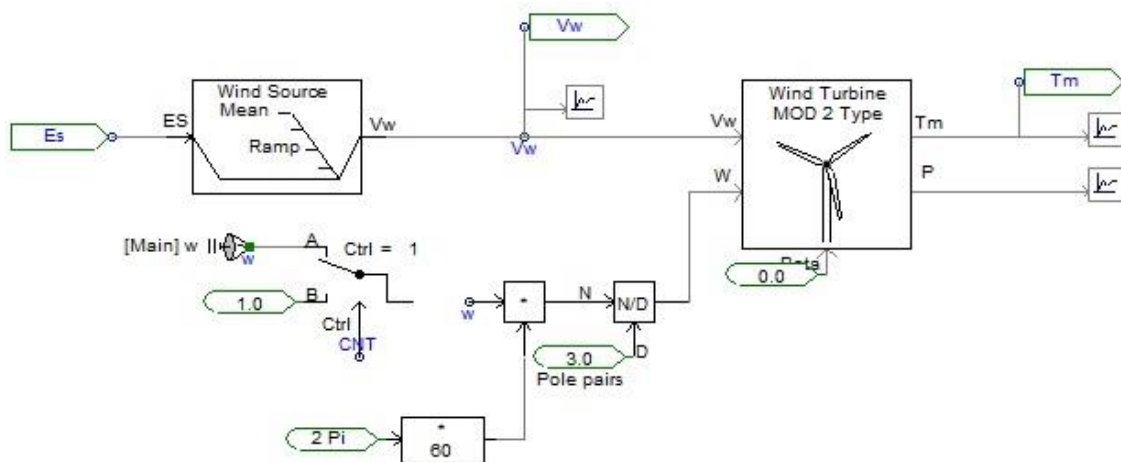 Vw
Wind Source
Mean
Ramp
ES
Vw
Es
Vw
Wind Turbine
MOD 2 Type
Vw
W
Tm
P
Tm
Beta
0.0
[Main] w
w
A
Ctrl = 1
B
1.0
Ctrl
CNT
w
*
N
N/D
D
3.0
Pole pairs
2 Pi
*
60